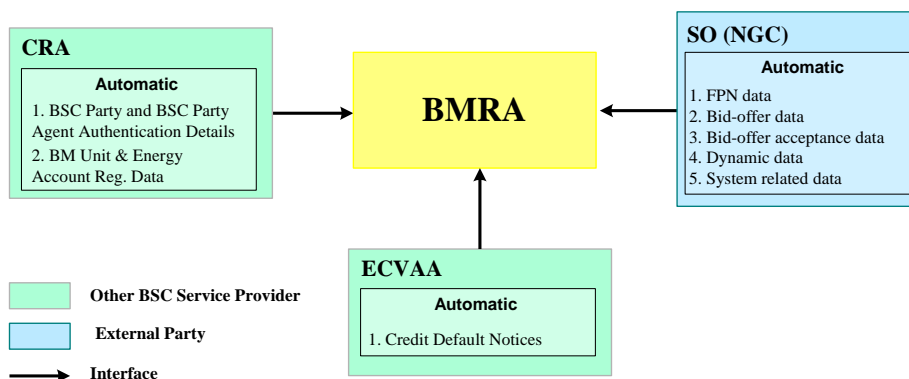 CRA
Automatic
1. BSC Party and BSC Party
Agent Authentication Details
2. BM Unit & Energy
Account Reg. Data
BMRA
SO (NGC)
Automatic
1. FPN data
2. Bid-offer data
3. Bid-offer acceptance data
4. Dynamic data
5. System related data
ECVAA
Automatic
1. Credit Default Notices
Other BSC Service Provider
External Party
Interface